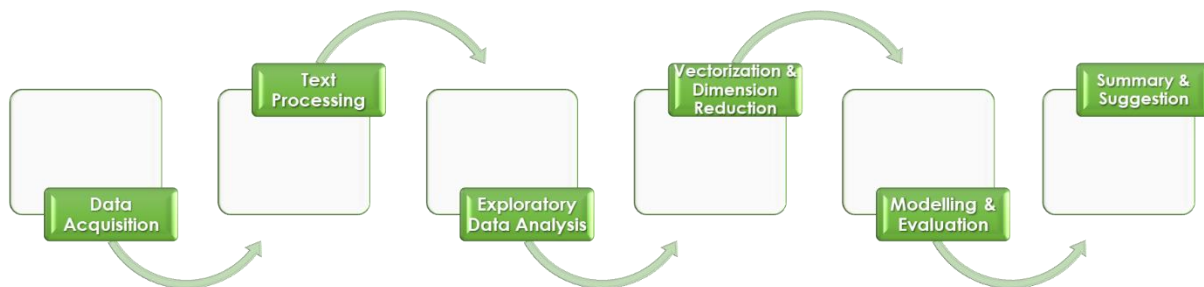 Data
Acquisition
Text
Processing
Exploratory
Data Analysis
Vectorization &
Dimension
Reduction
Modelling &
Evaluation
Summary &
Suggestion